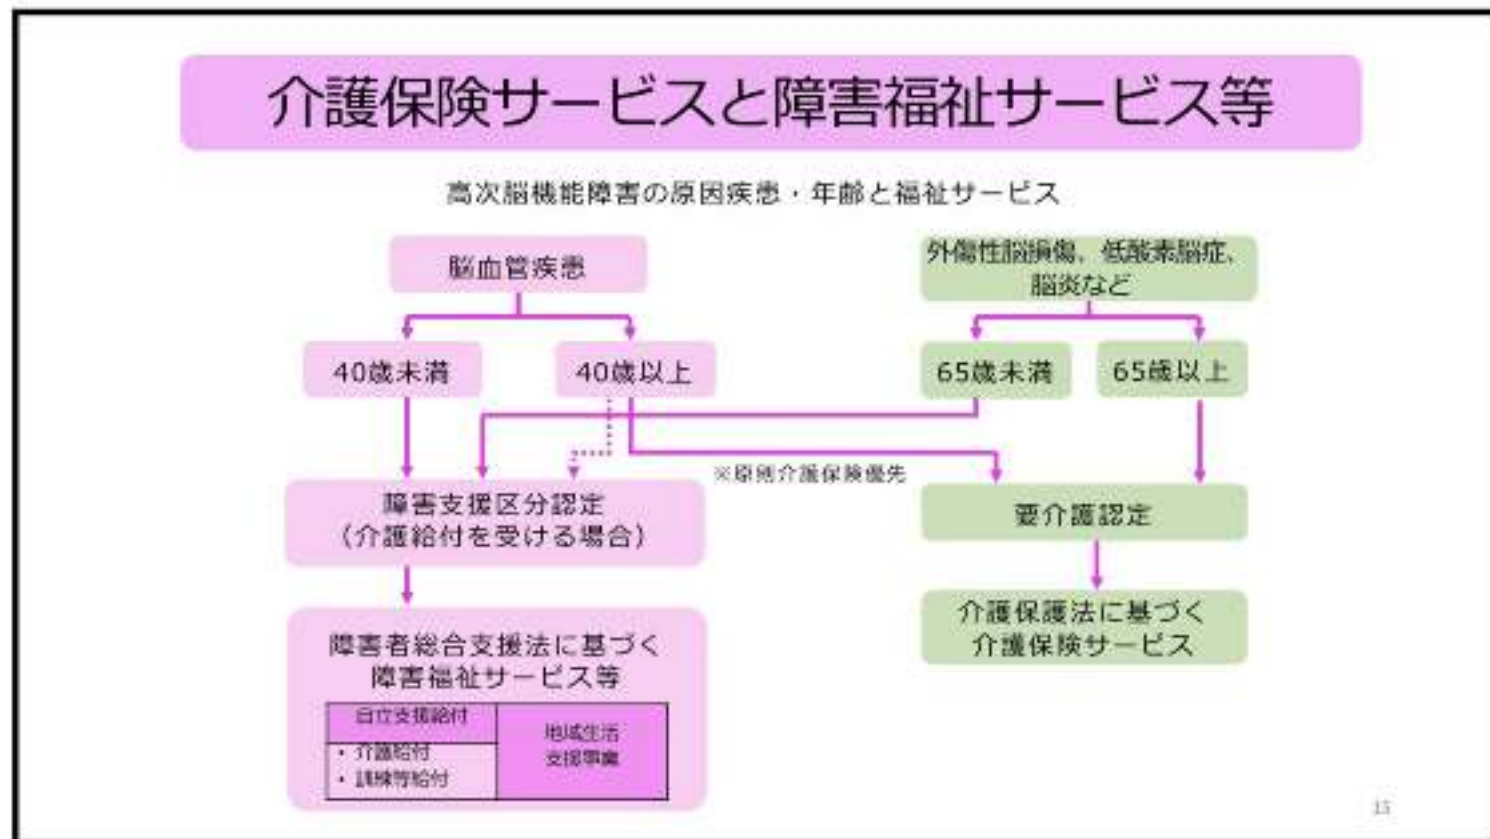 介護保険サービスと障害福祉サービス等
高次脳機能障害の原因疾患・年齢と福祉サービス
脳血管疾患
外傷性脳損傷、低酸素脳症、
脳炎など
40歳未満
40歳以上
65歳未満
65歳以上
※原則介護保険優先
障害支援区分認定
（介護給付を受ける場合）
要介護認定
介護保護法に基づく
介護保険サービス
障害者総合支援法に基づく
障害福祉サービス等
自立支援給付
・介護給付
・訓練等給付
地域生活
支援事業
15